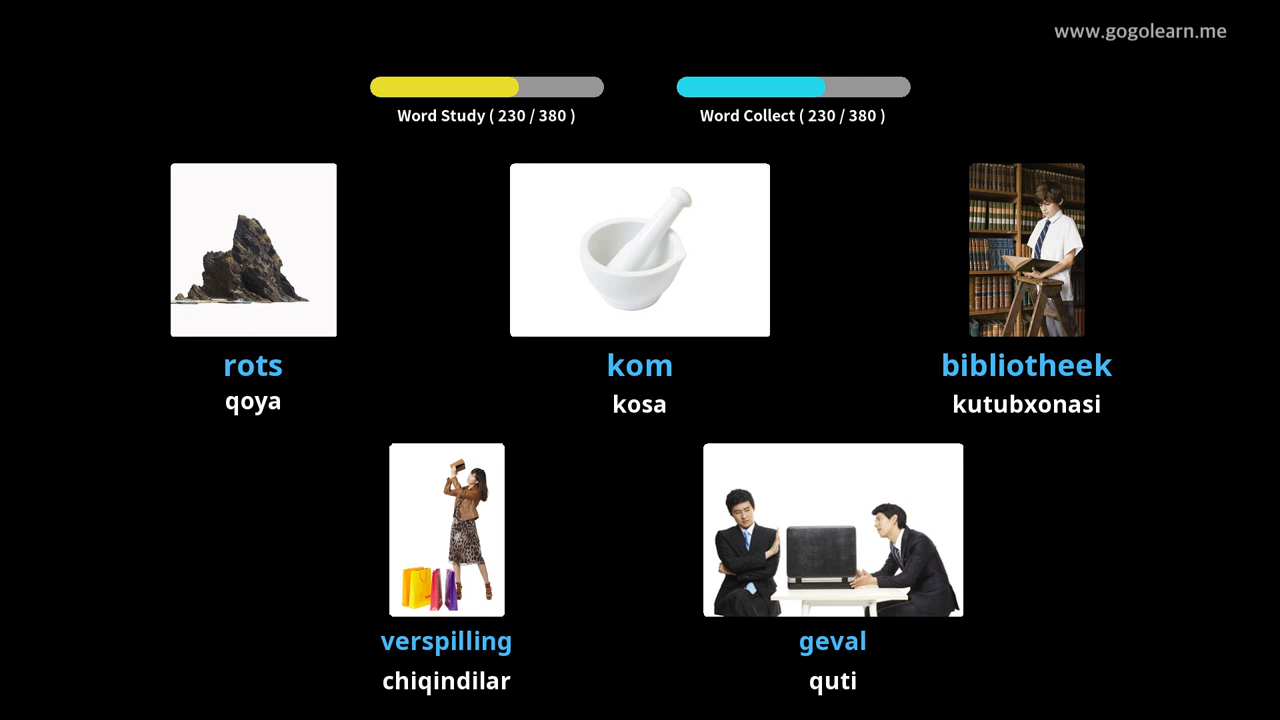 www.gogolearn.me
Word Study ( 230 / 380 )
Word Collect ( 230 / 380 )
rots
qoya
kom
kosa
bibliotheek
kutubxonasi
verspilling
chiqindilar
geval
quti